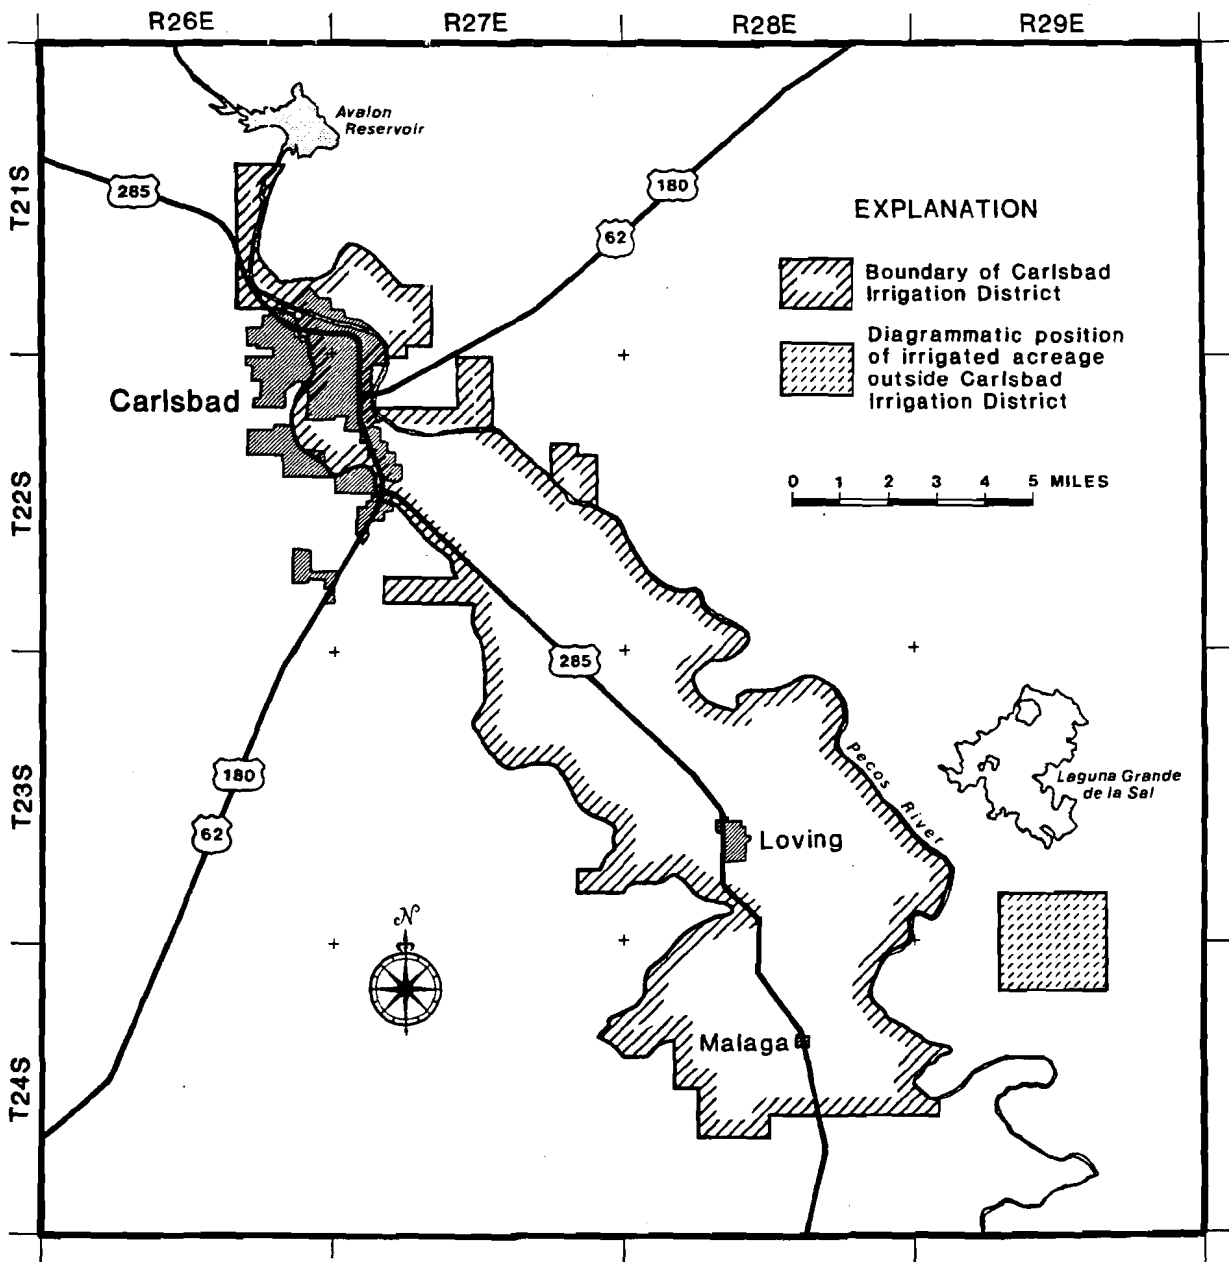 R26E
R27E
R28E
R29E
T21S
T22S
T23S
T24S
Avalon
Reservoir
285
180
62
EXPLANATION
Boundary of Carlsbad
Irrigation District
Diagrammatic position
of irrigated acreage
outside Carlsbad
Irrigation District
0 1 2 3 4 5 MILES
Carlsbad
285
Pecos River
Laguna Grande
de la Sal
180
62
Loving
N
Malaga